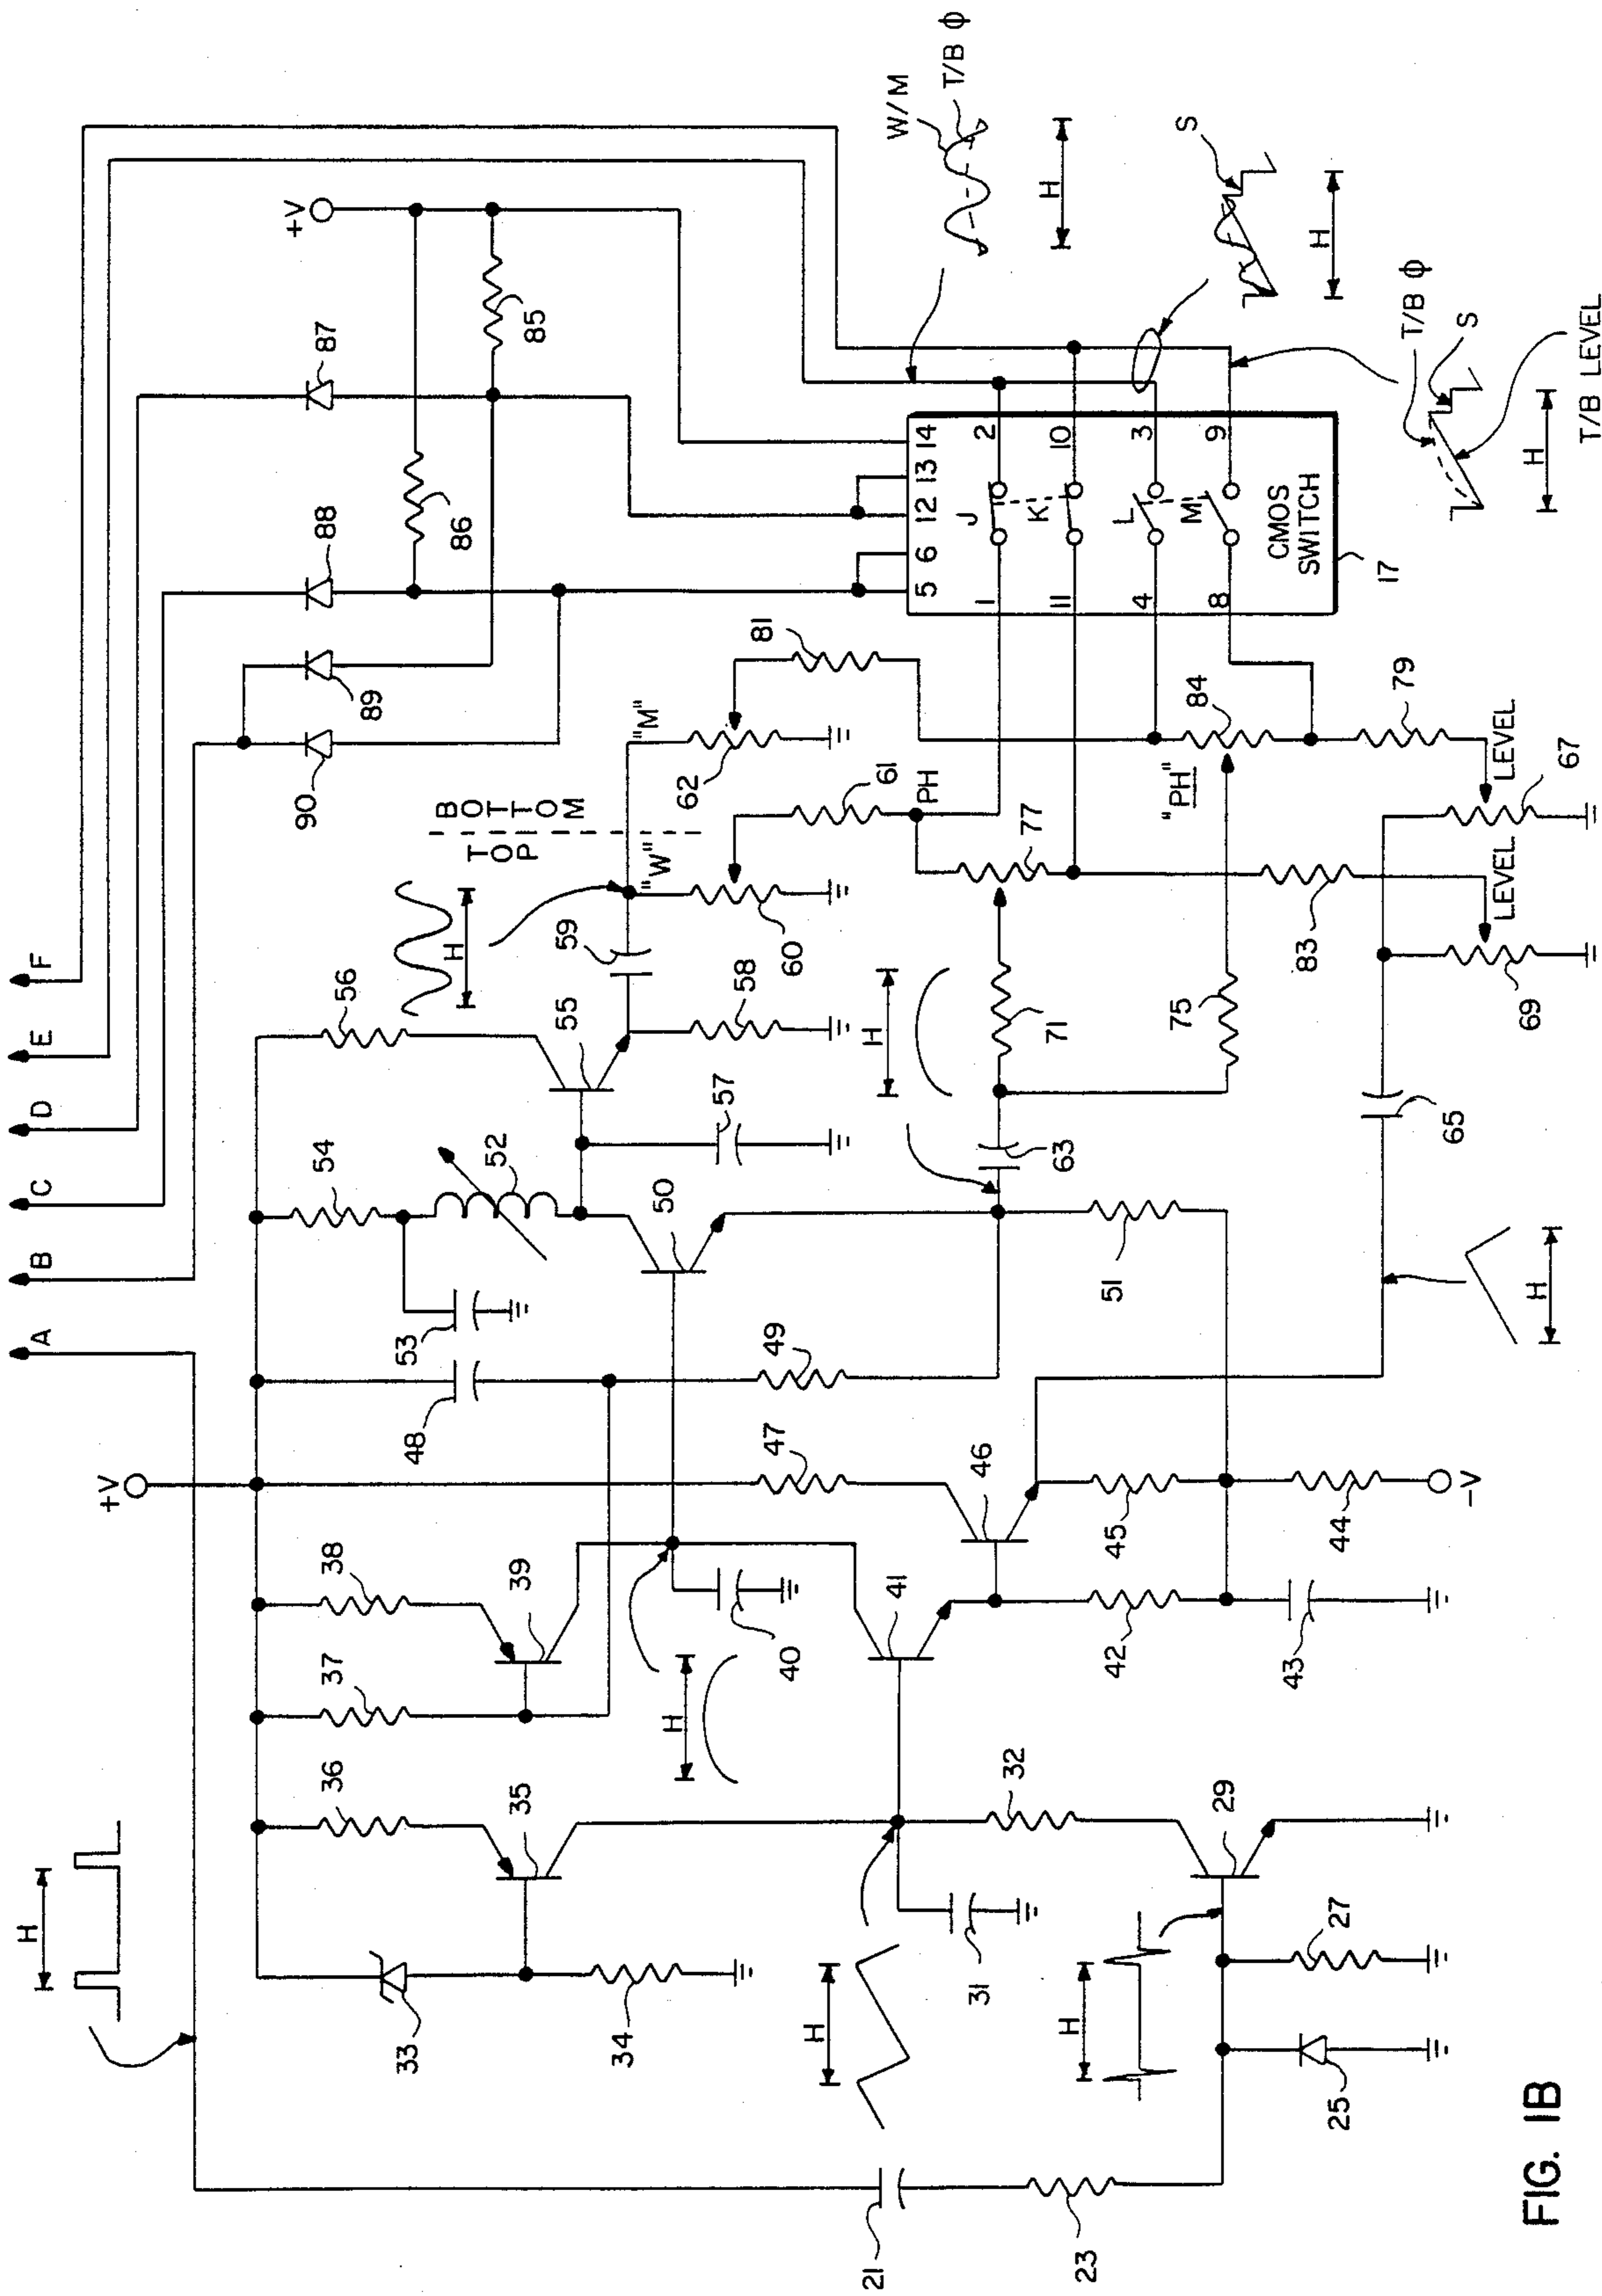 A
B
C
D
E
F
+V
+V
H
H
H
H
H
H
H
H
H
H
H
33
34
35
36
37
38
39
40
41
42
43
44
45
46
47
48
49
50
51
52
53
54
55
56
57
58
59
60
61
62
63
65
67
69
71
75
77
79
81
83
84
85
86
87
88
89
90
21
23
25
27
29
31
32
-V
TOP
BOTTOM
"W"
"M"
PH
"PH"
LEVEL
LEVEL
5
6
12
13
14
1
2
J
11
10
K
4
3
L
8
9
M
CMOS
SWITCH
17
W/M
T/B Φ
S
T/B Φ
S
T/B LEVEL
FIG. 1B